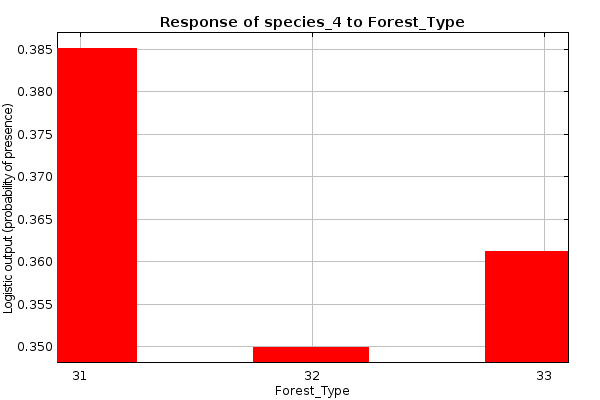 Response of species_4 to Forest_Type
Logistic output (probability of presence)
0.385
0.380
0.375
0.370
0.365
0.360
0.355
0.350
31 32 33
Forest_Type